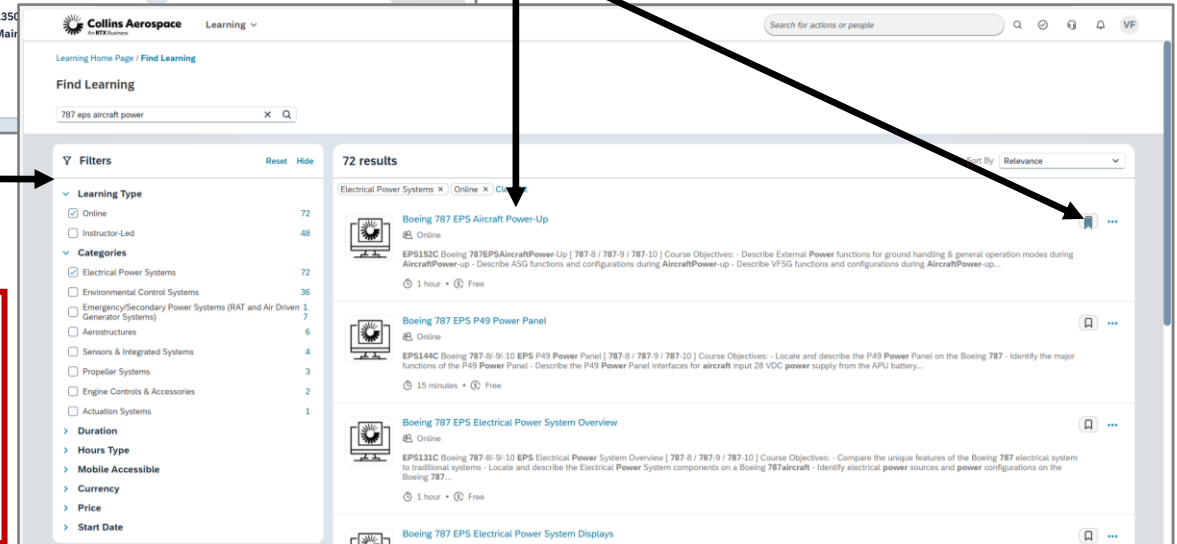 350
Mair
Collins Aerospace
An RTX Business
Learning
Search for actions or people
VF
Learning Home Page / Find Learning
Find Learning
787 eps aircraft power
Filters
Reset Hide
Learning Type
Online 72
Instructor-Led 48
Categories
Electrical Power Systems 72
Environmental Control Systems 36
Emergency/Secondary Power Systems (RAT and Air Driven 1
Generator Systems) 7
Aerostructures 6
Sensors & Integrated Systems 4
Propeller Systems 3
Engine Controls & Accessories 2
Actuation Systems 1
Duration
Hours Type
Mobile Accessible
Currency
Price
Start Date
72 results
Sort By Relevance
Electrical Power Systems × Online ×
Boeing 787 EPS Aircraft Power-Up
Online
EPS152C Boeing 787EPSAircraftPower-Up [ 787-8 / 787-9 / 787-10 ] Course Objectives: - Describe External Power functions for ground handling & general operation modes during
AircraftPower-up - Describe ASG functions and configurations during AircraftPower-up - Describe VFSG functions and configurations during AircraftPower-up...
1 hour • Free
Boeing 787 EPS P49 Power Panel
Online
EPS144C Boeing 787-8/-9/-10 EPS P49 Power Panel [ 787-8 / 787-9 / 787-10 ] Course Objectives: - Locate and describe the P49 Power Panel on the Boeing 787 - Identify the major
functions of the P49 Power Panel - Describe the P49 Power Panel interfaces for aircraft input 28 VDC power supply from the APU battery...
15 minutes • Free
Boeing 787 EPS Electrical Power System Overview
Online
EPS131C Boeing 787-8/-9/-10 EPS Electrical Power System Overview [ 787-8 / 787-9 / 787-10 ] Course Objectives: - Compare the unique features of the Boeing 787 electrical system
to traditional systems - Locate and describe the Electrical Power System components on a Boeing 787aircraft - Identify electrical power sources and power configurations on the
Boeing 787...
1 hour • Free
Boeing 787 EPS Electrical Power System Displays